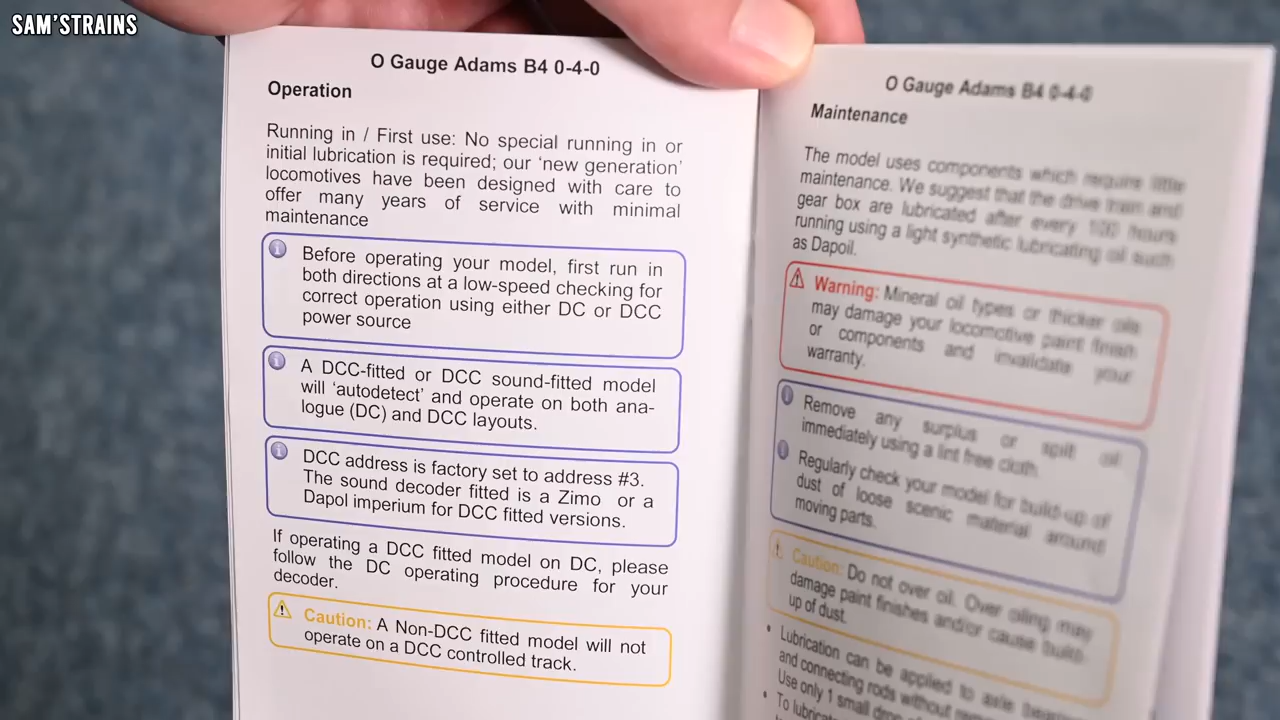 SAM'STRAINS
O Gauge Adams B4 0-4-0
Operation
Running in / First use: No special running in or
initial lubrication is required; our 'new generation'
locomotives have been designed with care to
offer many years of service with minimal
maintenance
Before operating your model, first run in
both directions at a low-speed checking for
correct operation using either DC or DCC
power source
A DCC-fitted or DCC sound-fitted model
will 'autodetect' and operate on both ana-
logue (DC) and DCC layouts.
DCC address is factory set to address #3.
The sound decoder fitted is a Zimo or a
Dapol imperium for DCC fitted versions.
If operating a DCC fitted model on DC, please
follow the DC operating procedure for your
decoder.
Caution: A Non-DCC fitted model will not
operate on a DCC controlled track.
O Gauge Adams B4 0-4-0
Maintenance
The model uses components which require little
maintenance. We suggest that the drive train and
gear box are lubricated after every 100 hours
running using a light synthetic lubricating oil such
as Dapoil.
Warning: Mineral oil types or thicker oils
may damage your locomotive paint finish
or components and invalidate your
warranty.
Remove any surplus or spilt oil
immediately using a lint free cloth.
Regularly check your model for build-up of
dust of loose scenic material around
moving parts.
Caution: Do not over oil. Over oiling may
damage paint finishes and/or cause build-
up of dust.
• Lubrication can be applied to axle
and connecting rods without
Use only 1 small
• To